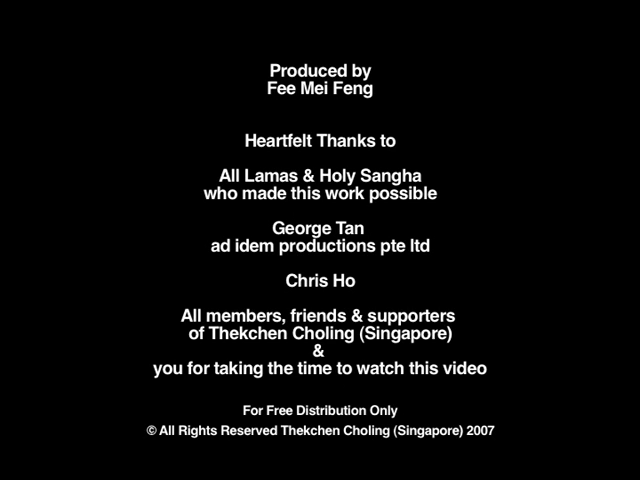 Produced by
Fee Mei Feng
Heartfelt Thanks to
All Lamas & Holy Sangha
who made this work possible
George Tan
ad idem productions pte ltd
Chris Ho
All members, friends & supporters
of Thekchen Choling (Singapore)
&
you for taking the time to watch this video
For Free Distribution Only
© All Rights Reserved Thekchen Choling (Singapore) 2007